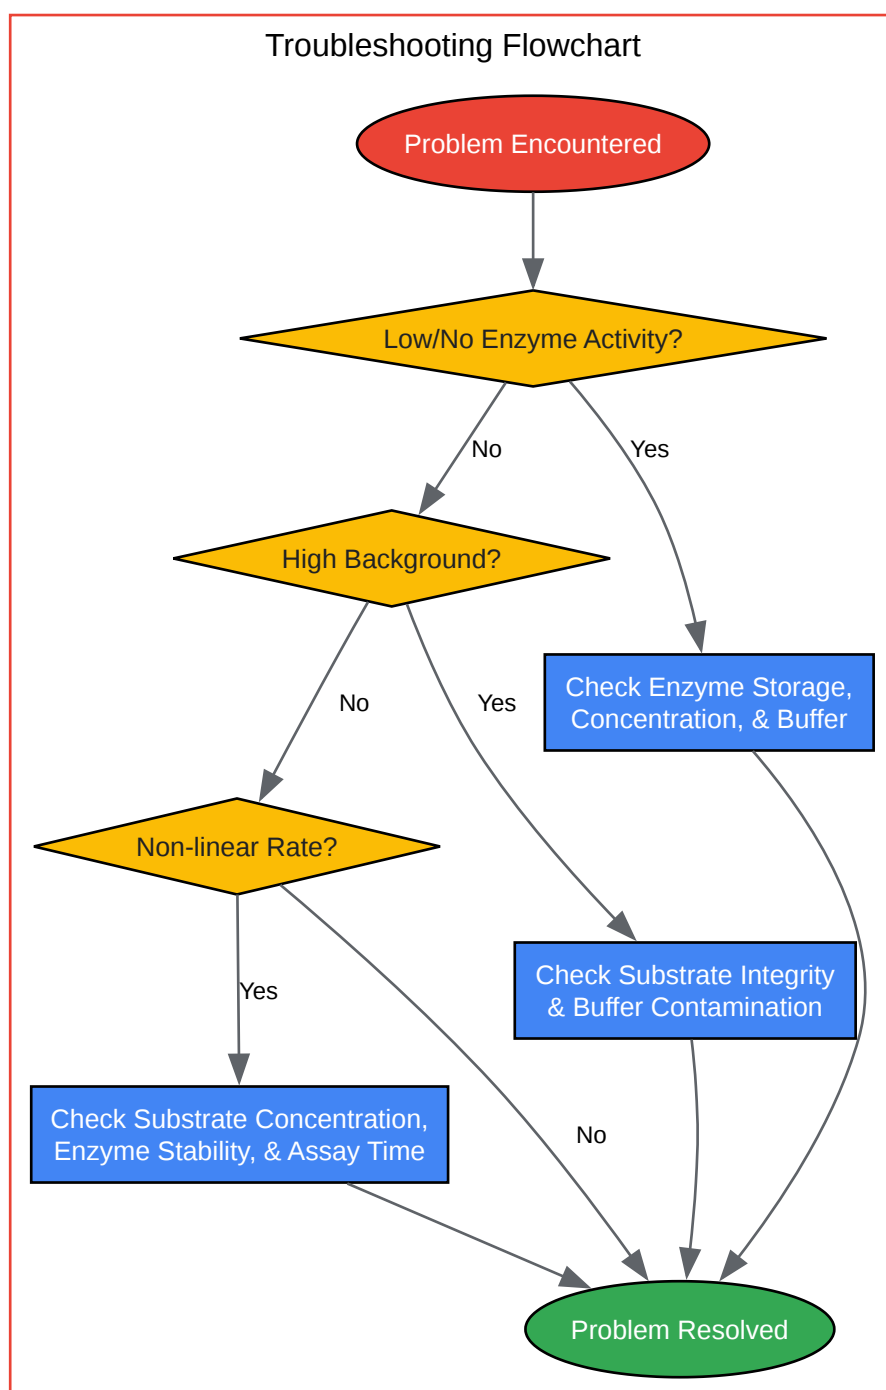 Troubleshooting Flowchart
Problem Encountered
Low/No Enzyme Activity?
No
Yes
High Background?
No
Yes
Check Enzyme Storage,
Concentration, & Buffer
Non-linear Rate?
Yes
Check Substrate Integrity
& Buffer Contamination
Check Substrate Concentration,
Enzyme Stability, & Assay Time
No
Problem Resolved